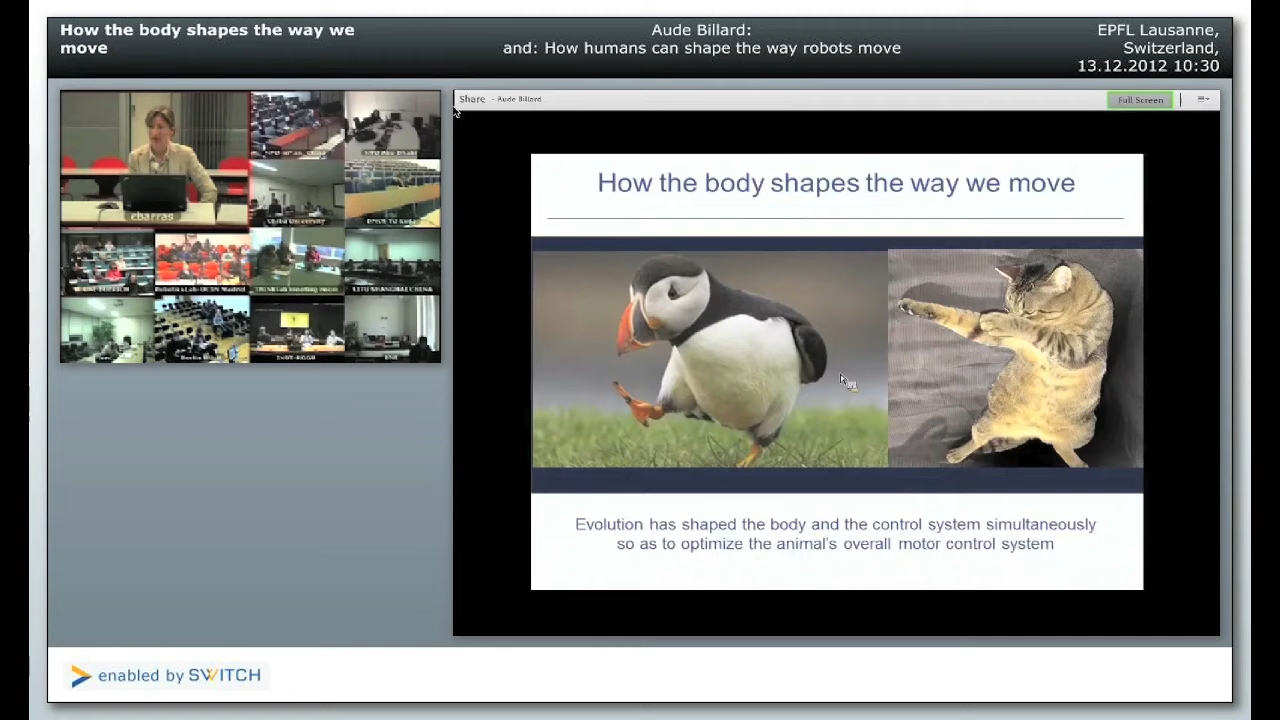 How the body shapes the way we
move
Aude Billard:
and: How humans can shape the way robots move
EPFL Lausanne,
Switzerland,
13.12.2012 10:30
Share - Aude Billard
Full Screen
cbarras
How the body shapes the way we move
Evolution has shaped the body and the control system simultaneously
so as to optimize the animal's overall motor control system
enabled by SWITCH